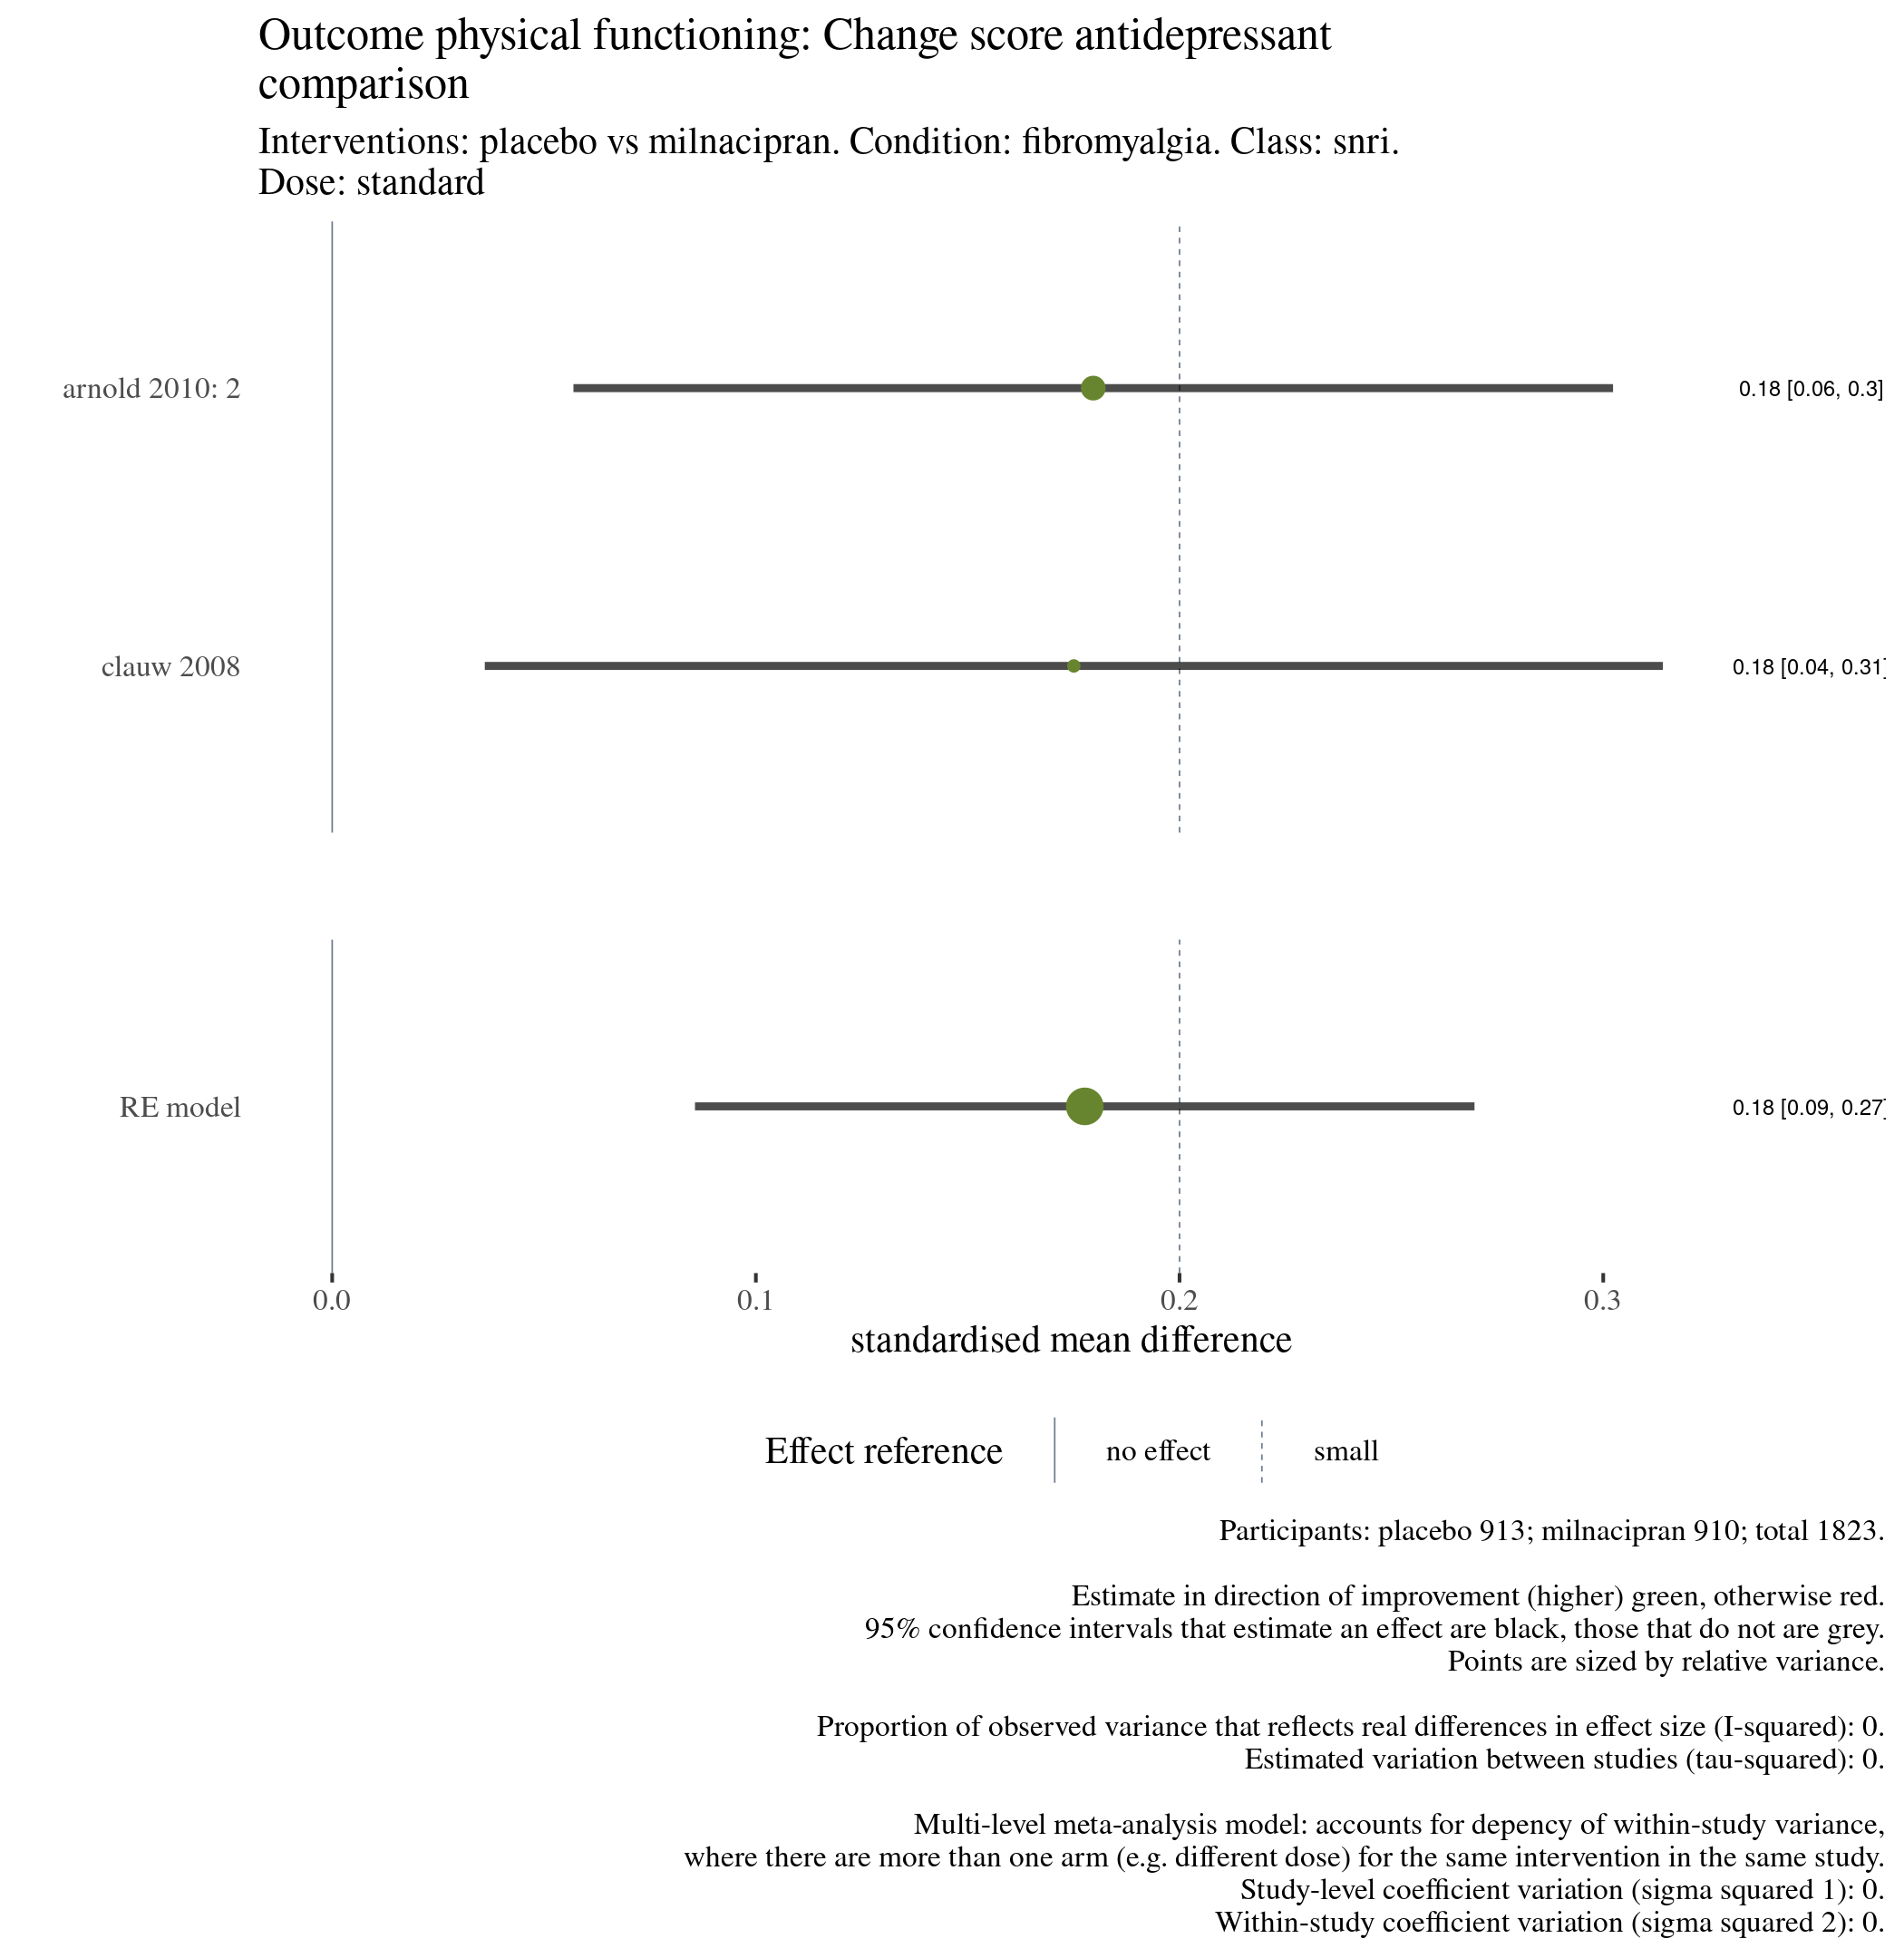 Outcome physical functioning: Change score antidepressant
comparison
Interventions: placebo vs milnacipran. Condition: fibromyalgia. Class: snri.
Dose: standard
arnold 2010: 2
0.18 [0.06, 0.3]
clauw 2008
0.18 [0.04, 0.31]
RE model
0.18 [0.09, 0.27]
0.0 0.1 0.2 0.3
standardised mean difference
Effect reference no effect small
Participants: placebo 913; milnacipran 910; total 1823.
Estimate in direction of improvement (higher) green, otherwise red.
95% confidence intervals that estimate an effect are black, those that do not are grey.
Points are sized by relative variance.
Proportion of observed variance that reflects real differences in effect size (I-squared): 0.
Estimated variation between studies (tau-squared): 0.
Multi-level meta-analysis model: accounts for depency of within-study variance,
where there are more than one arm (e.g. different dose) for the same intervention in the same study.
Study-level coefficient variation (sigma squared 1): 0.
Within-study coefficient variation (sigma squared 2): 0.